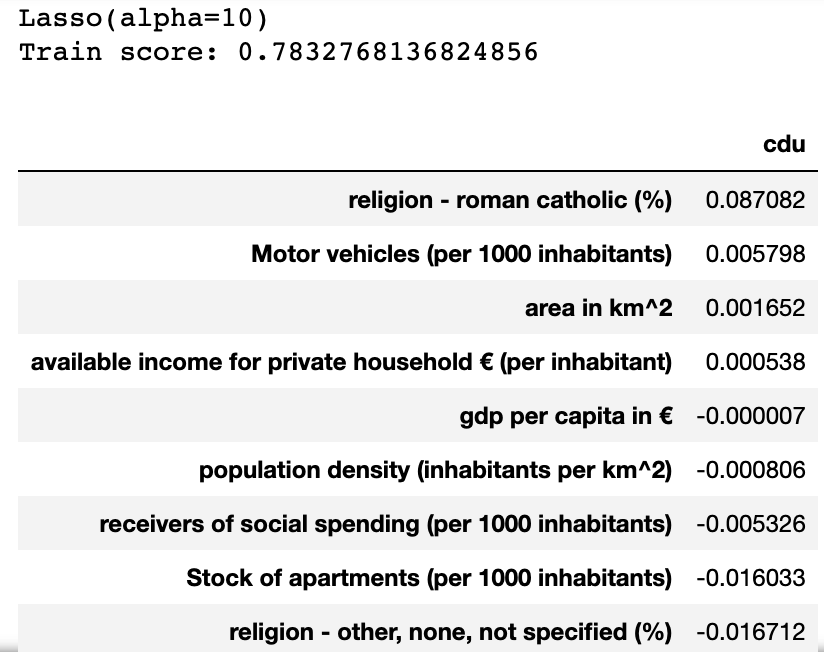 Lasso(alpha=10)
Train score: 0.7832768136824856
cdu
religion - roman catholic (%) 0.087082
Motor vehicles (per 1000 inhabitants) 0.005798
area in km^2 0.001652
available income for private household € (per inhabitant) 0.000538
gdp per capita in € -0.000007
population density (inhabitants per km^2) -0.000806
receivers of social spending (per 1000 inhabitants) -0.005326
Stock of apartments (per 1000 inhabitants) -0.016033
religion - other, none, not specified (%) -0.016712